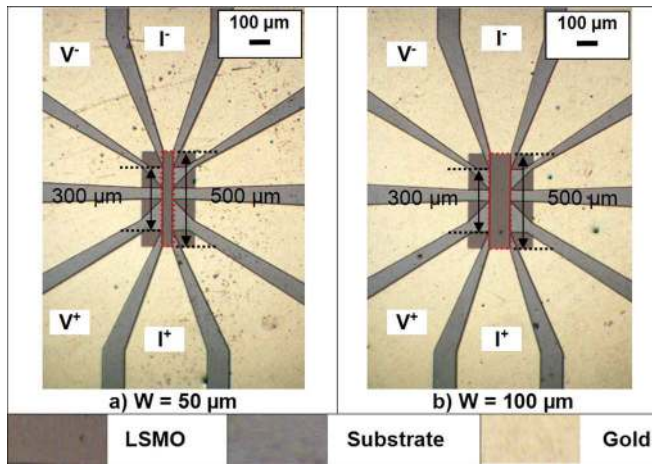 I⁻
100 µm
V⁻
300 µm
500 µm
V⁺
I⁺
a) W = 50 µm
I⁻
100 µm
V⁻
300 µm
500 µm
V⁺
I⁺
b) W = 100 µm
LSMO
Substrate
Gold